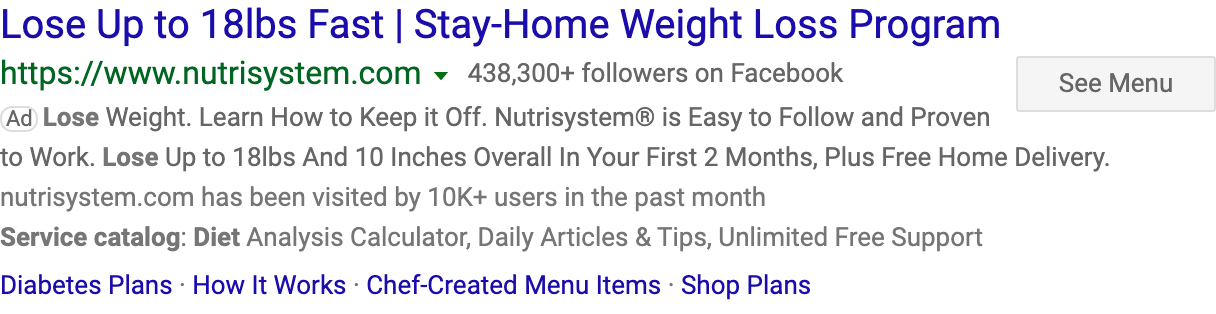 Lose Up to 18lbs Fast | Stay-Home Weight Loss Program
https://www.nutrisystem.com 438,300+ followers on Facebook
See Menu
Ad Lose Weight. Learn How to Keep it Off. Nutrisystem® is Easy to Follow and Proven
to Work. Lose Up to 18lbs And 10 Inches Overall In Your First 2 Months, Plus Free Home Delivery.
nutrisystem.com has been visited by 10K+ users in the past month
Service catalog: Diet Analysis Calculator, Daily Articles & Tips, Unlimited Free Support
Diabetes Plans · How It Works · Chef-Created Menu Items · Shop Plans